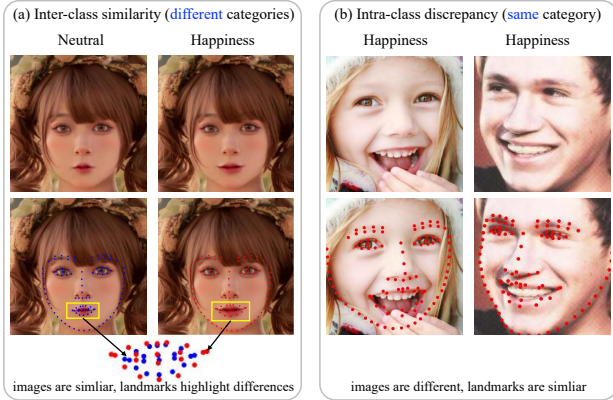 (a) Inter-class similarity (different categories)
Neutral
Happiness
images are simliar, landmarks highlight differences
(b) Intra-class discrepancy (same category)
Happiness
Happiness
images are different, landmarks are simliar